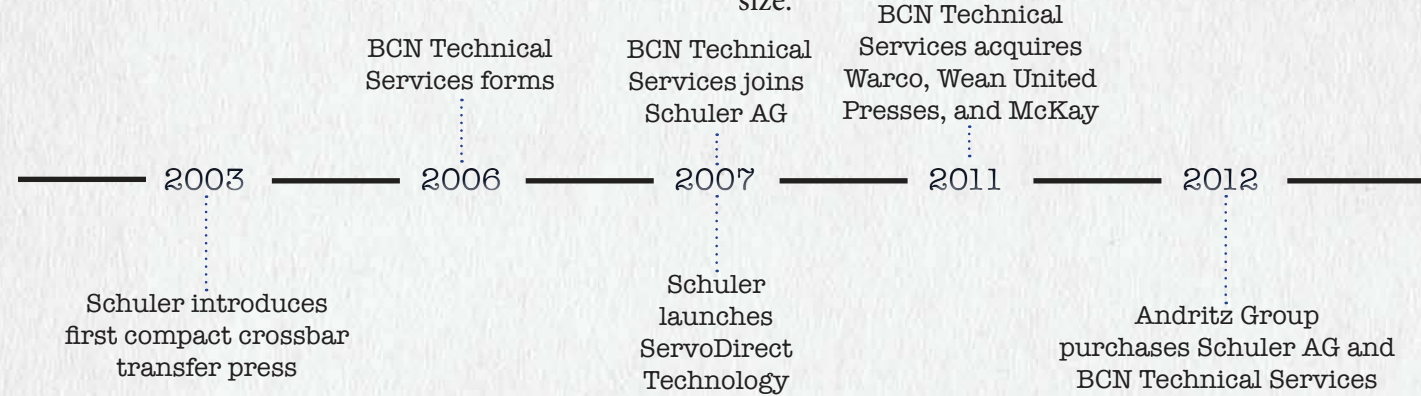 size.
BCN Technical
Services forms
BCN Technical
Services joins
Schuler AG
BCN Technical
Services acquires
Warco, Wean United
Presses, and McKay
2003
2006
2007
2011
2012
Schuler introduces
first compact crossbar
transfer press
Schuler
launches
ServoDirect
Technology
Andritz Group
purchases Schuler AG and
BCN Technical Services